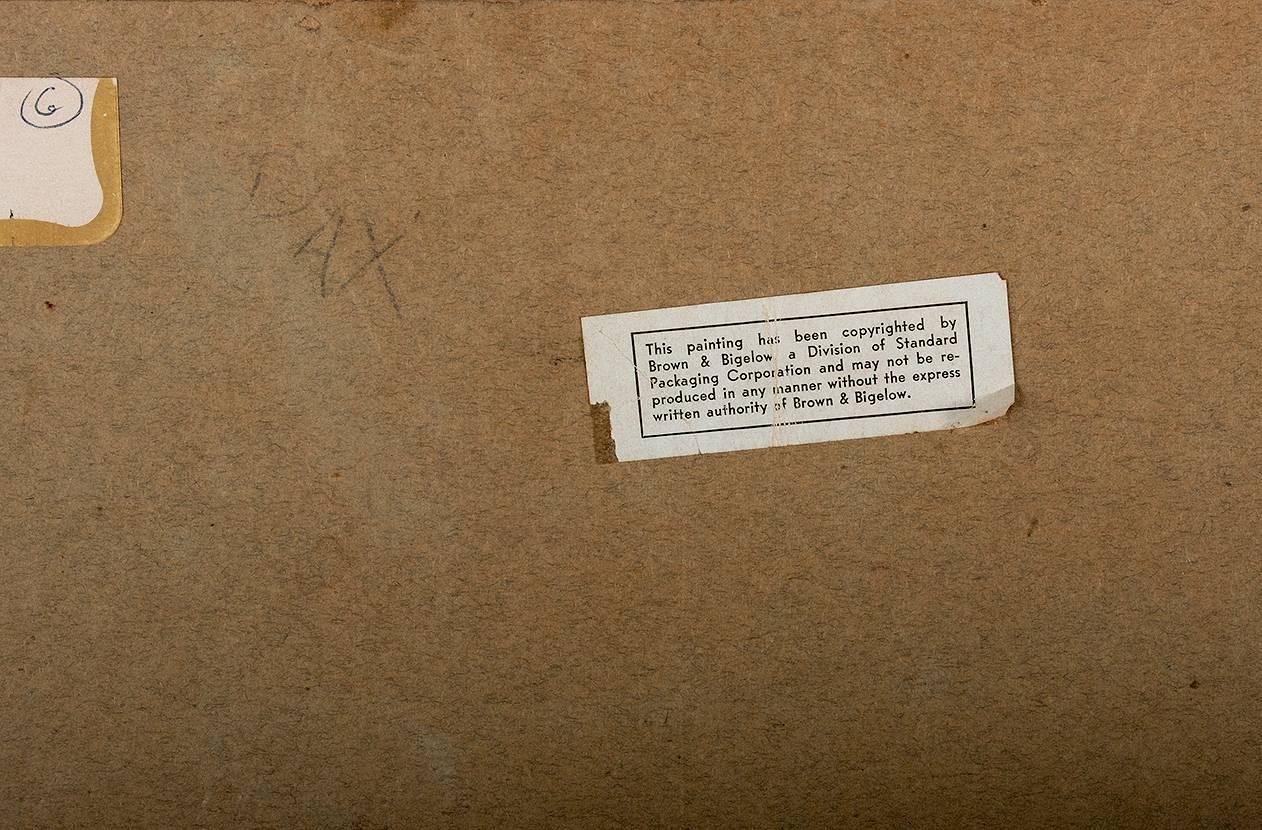 6
AX
This painting has been copyrighted by
Brown & Bigelow a Division of Standard
Packaging Corporation and may not be re-
produced in any manner without the express
written authority of Brown & Bigelow.